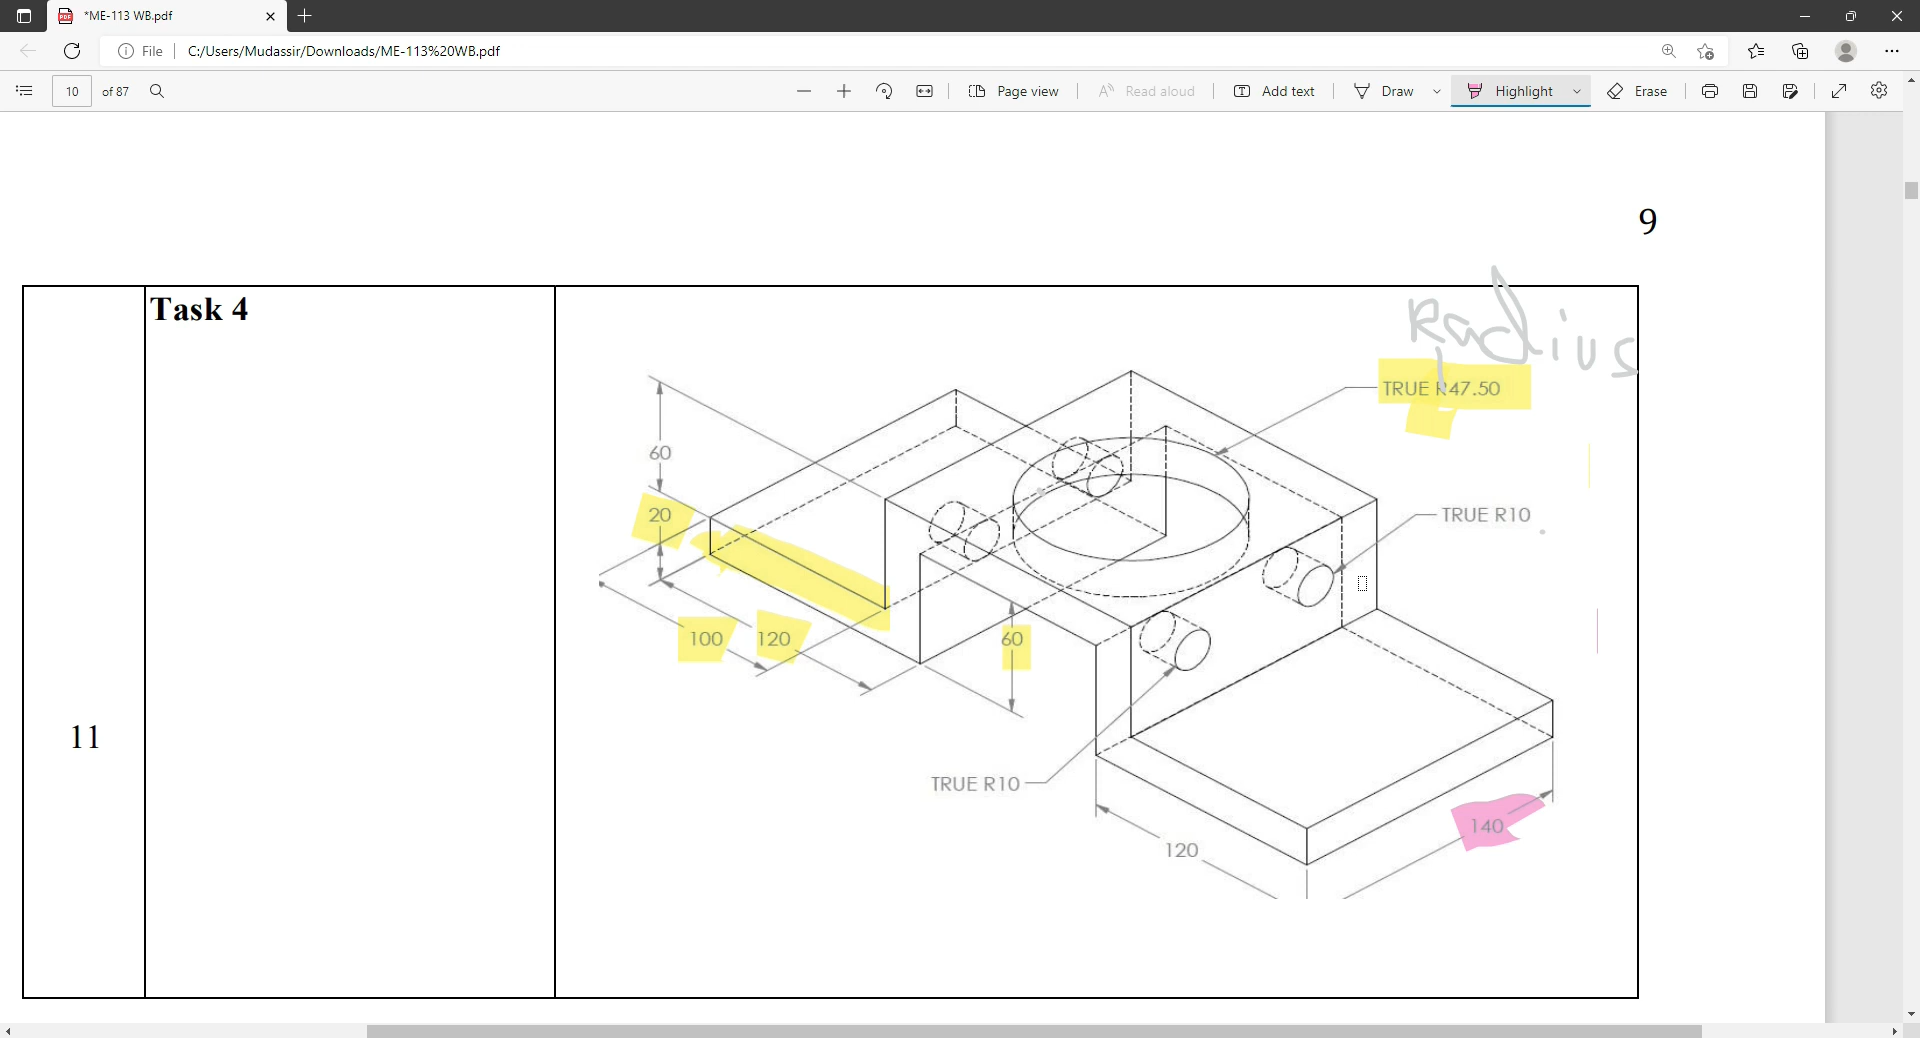 *ME-113 WB.pdf
File C:/Users/Mudassir/Downloads/ME-113%20WB.pdf
10 of 87 Page view Read aloud Add text Draw Highlight Erase
9
Task 4
Radius
TRUE R47.50
60
20
TRUE R10
100 120 60
11
TRUE R10
140
120